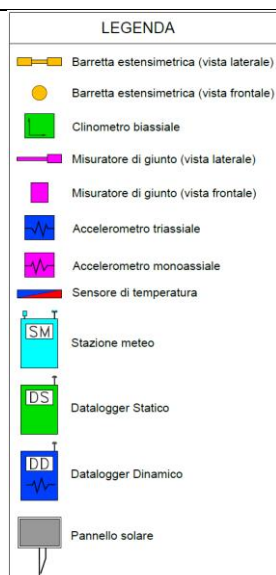 LEGENDA
Barretta estensimetrica (vista laterale)
Barretta estensimetrica (vista frontale)
Clinometro biassiale
Misuratore di giunto (vista laterale)
Misuratore di giunto (vista frontale)
Accelerometro triassiale
Accelerometro monoassiale
Sensore di temperatura
SM
Stazione meteo
DS
Datalogger Statico
DD
Datalogger Dinamico
Pannello solare